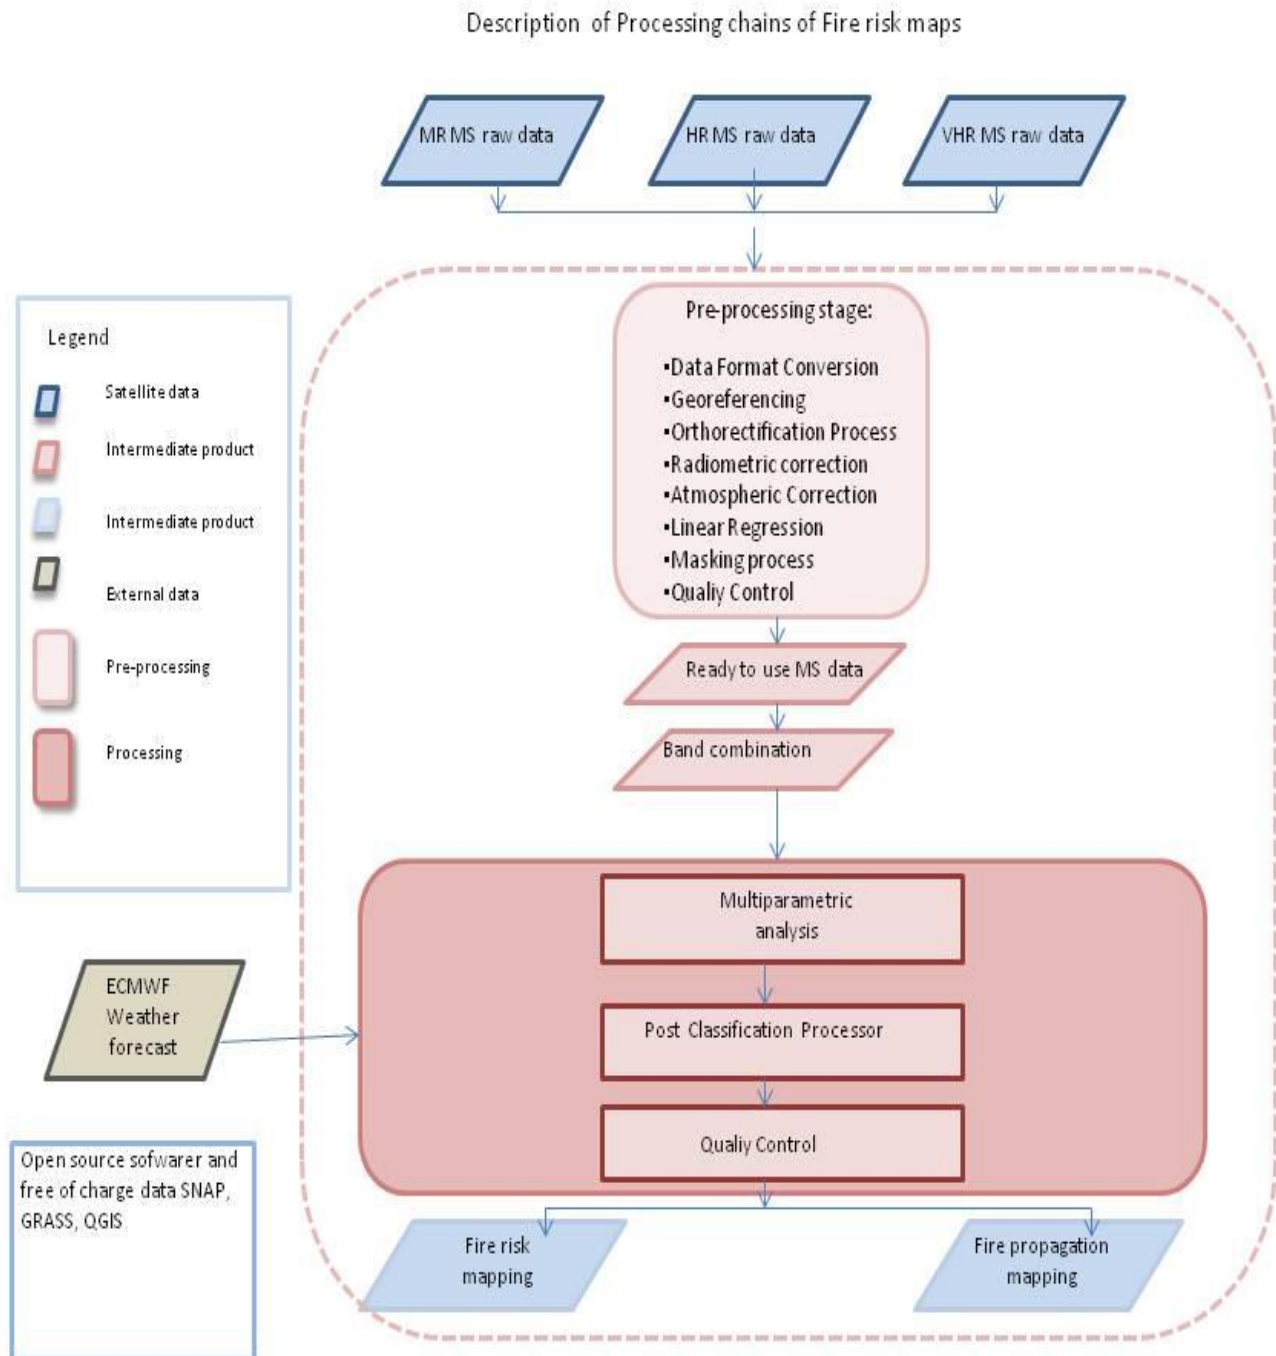 Description of Processing chains of Fire risk maps
MR MS raw data
HR MS raw data
VHR MS raw data
Pre-processing stage:
▪Data Format Conversion
▪Georeferencing
▪Orthorectification Process
▪Radiometric correction
▪Atmospheric Correction
▪Linear Regression
▪Masking process
▪Qualiy Control
Legend
Satellite data
Intermediate product
Intermediate product
External data
Pre-processing
Processing
Ready to use MS data
Band combination
Multiparametric
analysis
Post Classification Processor
Qualiy Control
ECMWF
Weather
forecast
Open source sofwarer and
free of charge data SNAP,
GRASS, QGIS
Fire risk
mapping
Fire propagation
mapping